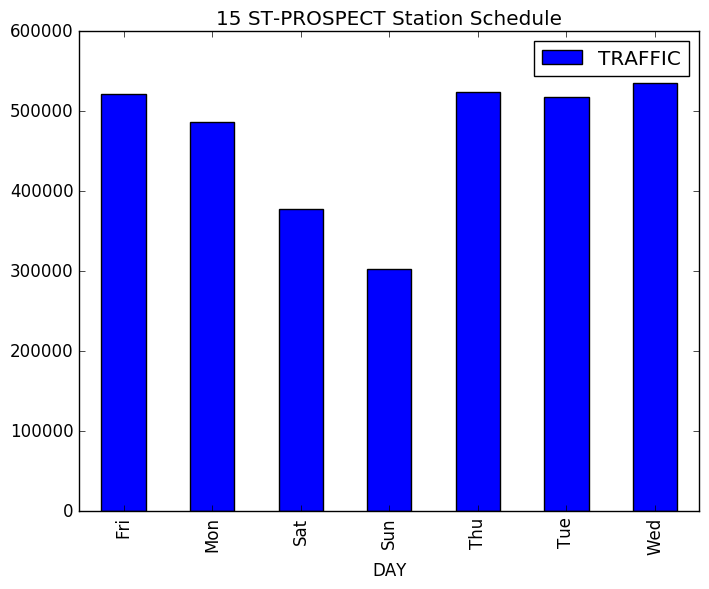 15 ST-PROSPECT Station Schedule
TRAFFIC
600000
500000
400000
300000
200000
100000
0
Fri Mon Sat Sun Thu Tue Wed
DAY